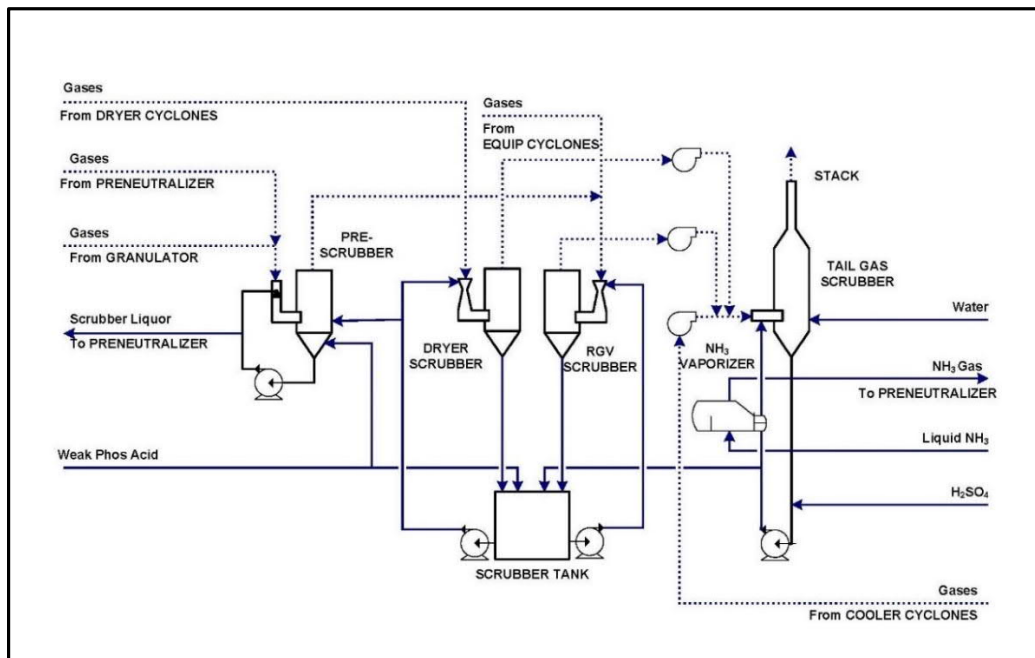 Gases
From DRYER CYCLONES
Gases
From
EQUIP CYCLONES
Gases
From PRENEUTRALIZER
STACK
Gases
From GRANULATOR
PRE-
SCRUBBER
TAIL GAS
SCRUBBER
Scrubber Liquor
To PRENEUTRALIZER
Water
DRYER
SCRUBBER
RGV
SCRUBBER
NH₃
VAPORIZER
NH₃ Gas
To PRENEUTRALIZER
Liquid NH₃
Weak Phos Acid
H₂SO₄
SCRUBBER TANK
Gases
From COOLER CYCLONES